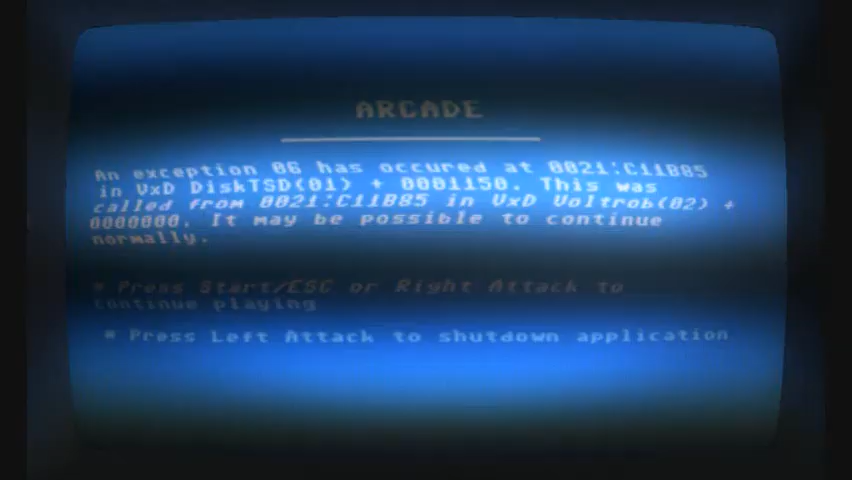 ARCADE
An exception 06 has occured at 0021:C11B85
in VxD DiskTSD(01) + 0001150. This was
called from 0021:C11B85 in VxD Voltrob(02) +
0000000. It may be possible to continue
normally.
* Press Start/ESC or Right Attack to
continue playing
* Press Left Attack to shutdown application